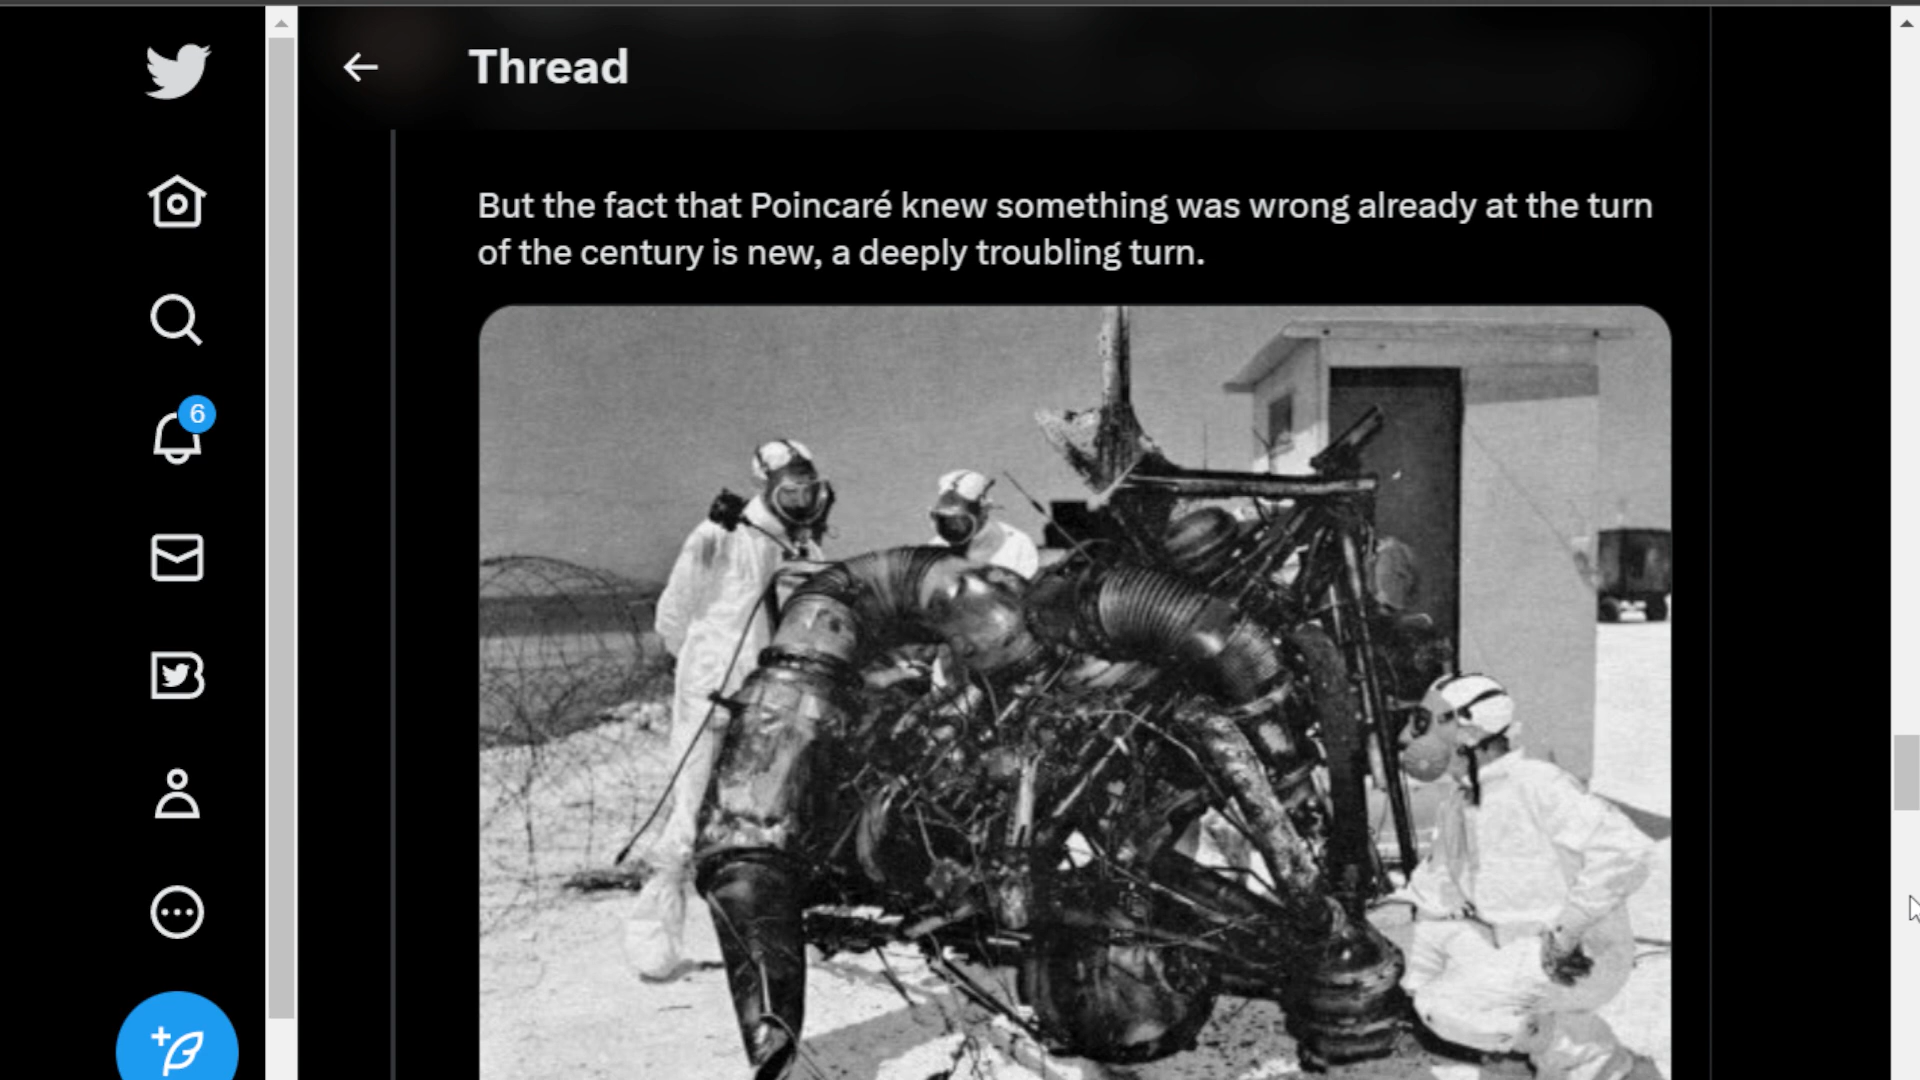 Thread
But the fact that Poincaré knew something was wrong already at the turn
of the century is new, a deeply troubling turn.
6